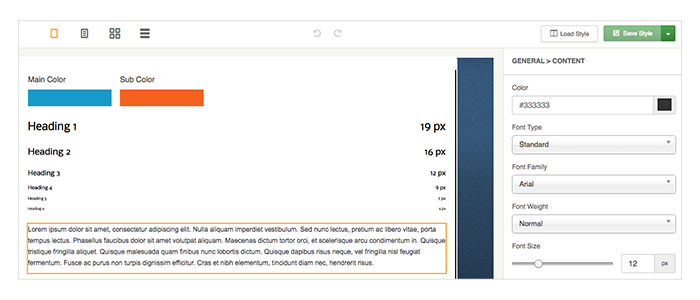 Load Style
Save Style
GENERAL > CONTENT
Main Color
Sub Color
Color
#333333
Heading 1
19 px
Font Type
Standard
Heading 2
16 px
Font Family
Heading 3
12 px
Arial
Heading 4
9 px
Heading 5
7 px
Heading 6
Font Weight
Normal
Lorem ipsum dolor sit amet, consectetur adipiscing elit. Nulla aliquam imperdiet vestibulum. Sed nunc lectus, pretium ac libero vitae, porta
tempus lectus. Phasellus faucibus dolor sit amet volutpat aliquam. Maecenas dictum tortor orci, et scelerisque arcu condimentum in. Quisque
tristique fringilla aliquet. Quisque malesuada quam finibus nunc lobortis dictum. Quisque dapibus risus neque, vel fringilla nisl feugiat
fermentum. Fusce ac purus non turpis dignissim efficitur. Cras et nibh elementum, tincidunt diam nec, hendrerit risus.
Font Size
12
px